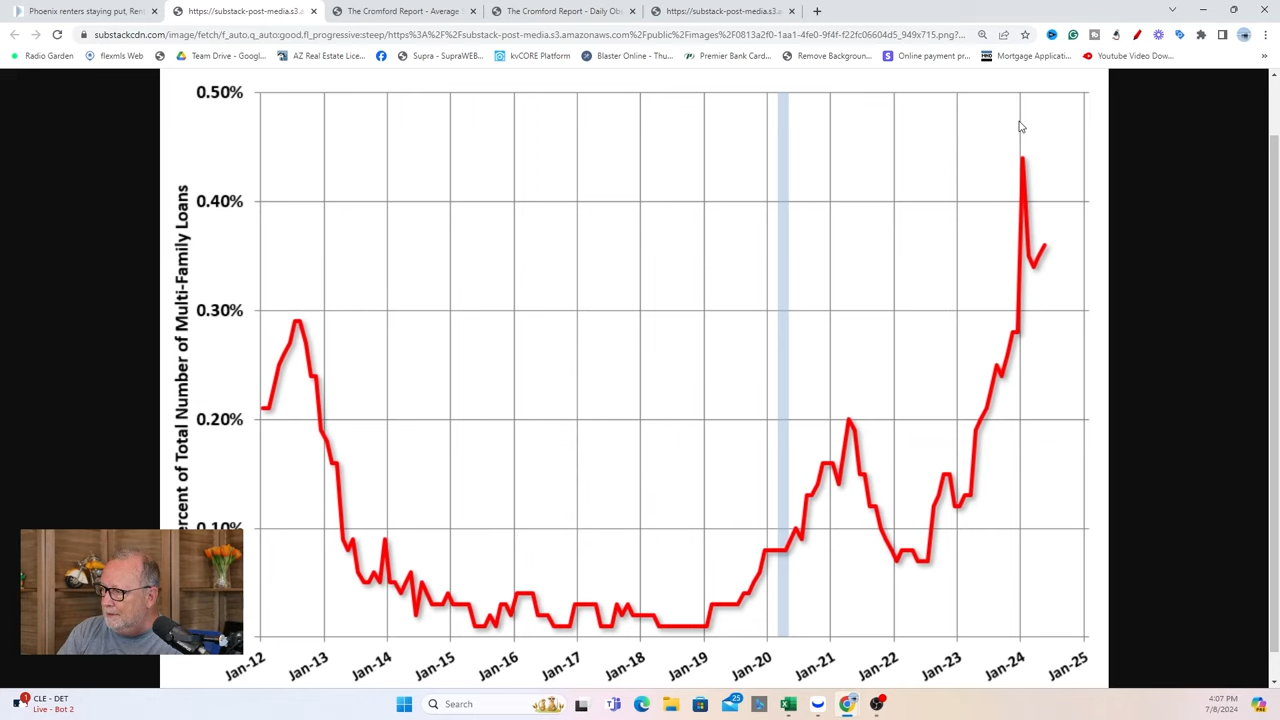 Phoenix renters staying put, Ren
https://substack-post-media.s3.a
The Cromford Report - Average
The Cromford Report - Daily Ob
https://substack-post-media.s3.a
substackcdn.com/image/fetch/f_auto.q_auto:good.fl_progressive:steep/https%3A%2F%2Fsubstack-post-media.s3.amazonaws.com%2Fpublic%2Fimages%2F0813a2f0-1aa1-4fe0-9f4f-f22fc06604d5_949x715.png?...
Radio Garden
flexmls Web
Team Drive - Googl...
AZ Real Estate Lice...
Supra - SupraWEB...
kvCORE Platform
Blaster Online - Thu...
Premier Bank Card...
Remove Backgroun...
Online payment pr...
Mortgage Applicati...
Youtube Video Dow...
»
Percent of Total Number of Multi-Family Loans
0.50%
0.40%
0.30%
0.20%
0.10%
Jan-12
Jan-13
Jan-14
Jan-15
Jan-16
Jan-17
Jan-18
Jan-19
Jan-20
Jan-21
Jan-22
Jan-23
Jan-24
Jan-25
1
CLE - DET
Live - Bot 2
Search
25
4:07 PM
7/8/2024